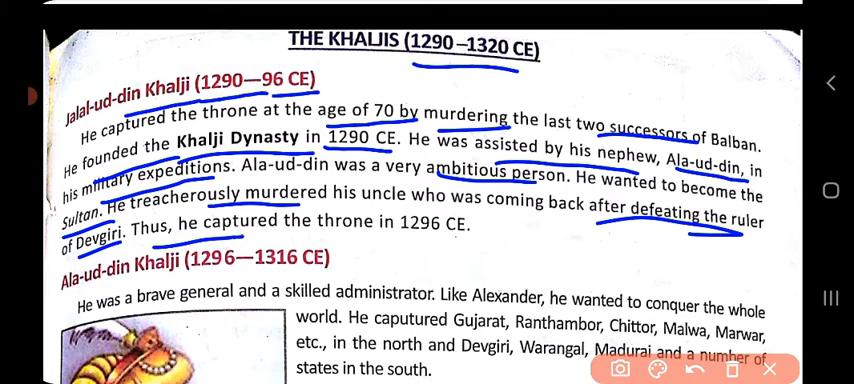 THE KHALJIS (1290–1320 CE)
Jalal-ud-din Khalji (1290—96 CE)
He captured the throne at the age of 70 by murdering the last two successors of Balban.
He founded the Khalji Dynasty in 1290 CE. He was assisted by his nephew, Ala-ud-din, in
his military expeditions. Ala-ud-din was a very ambitious person. He wanted to become the
Sultan. He treacherously murdered his uncle who was coming back after defeating the ruler
of Devgiri. Thus, he captured the throne in 1296 CE.
Ala-ud-din Khalji (1296—1316 CE)
He was a brave general and a skilled administrator. Like Alexander, he wanted to conquer the whole
world. He caputured Gujarat, Ranthambor, Chittor, Malwa, Marwar,
etc., in the north and Devgiri, Warangal, Madurai and a number of
states in the south.